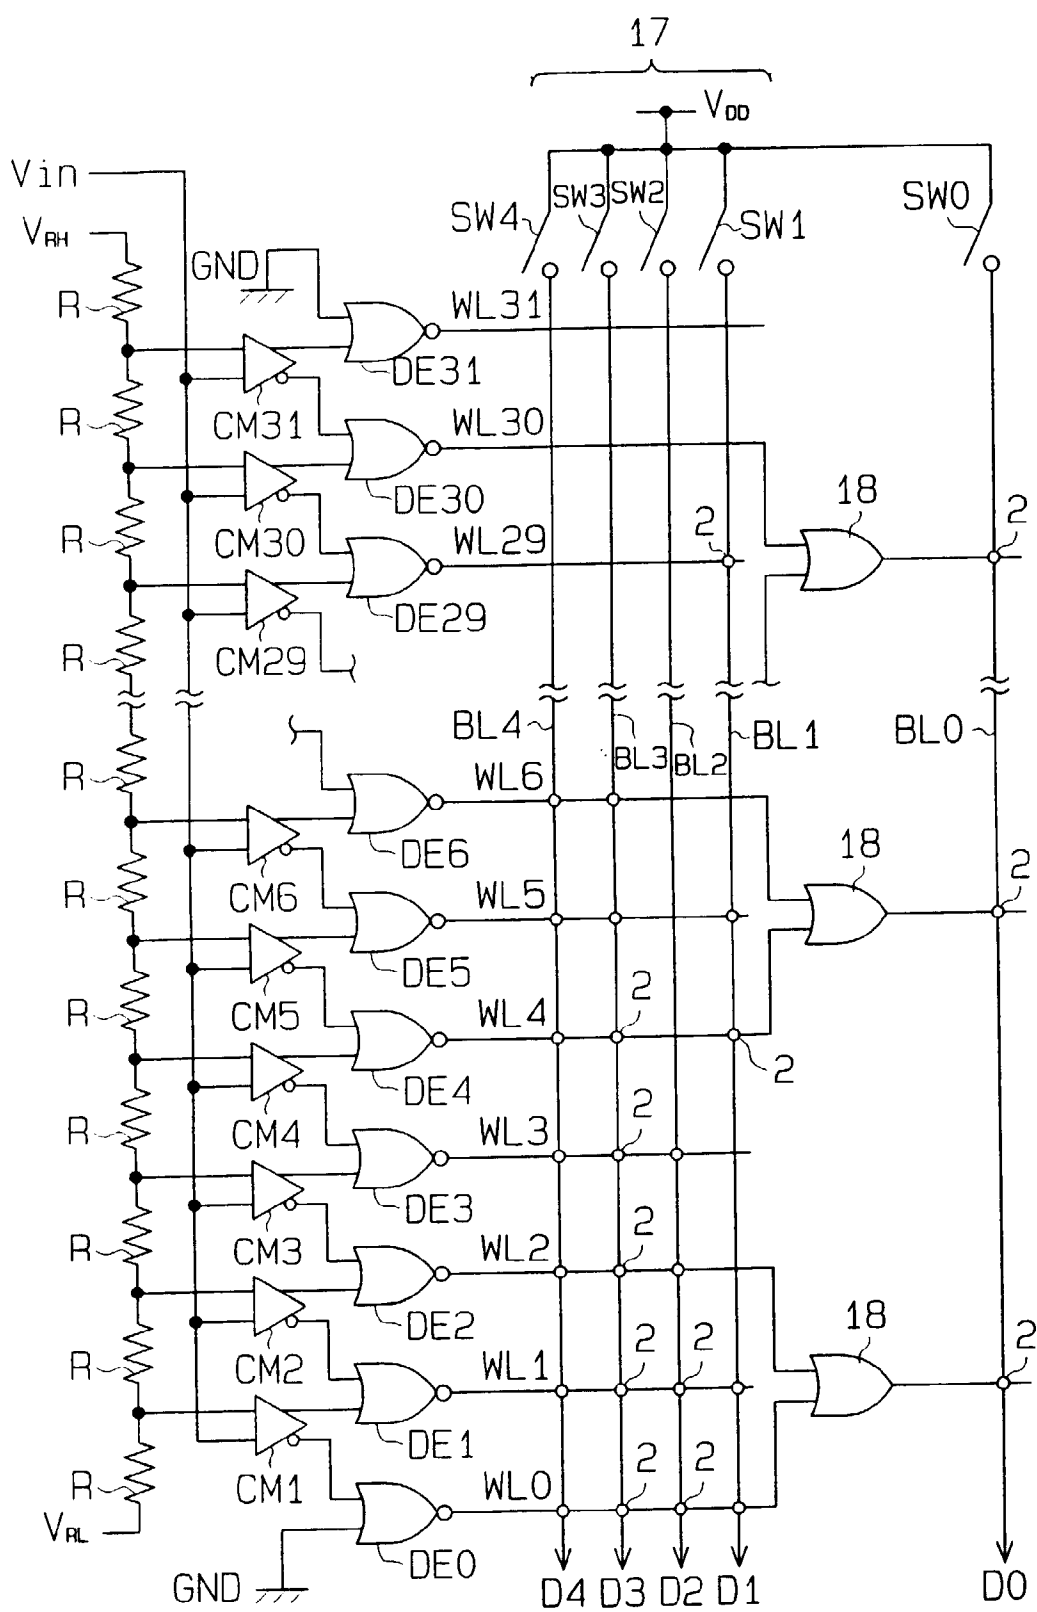 17
VDD
Vin
SW3 SW2
SW4 SW1 SW0
VRH
GND
R WL31
DE31
R CM31 WL30
DE30 18 2
R CM30 WL29 2
DE29
R CM29
BL4 BL3 BL2 BL1 BL0
R WL6
DE6 18 2
R CM6 WL5
DE5
R CM5 WL4 2
DE4 2
R CM4 WL3 2
DE3
R CM3 WL2 2
DE2 18 2
R CM2 WL1 2 2
DE1
R CM1 WL0 2 2
VRL
DE0
GND D4 D3 D2 D1 D0